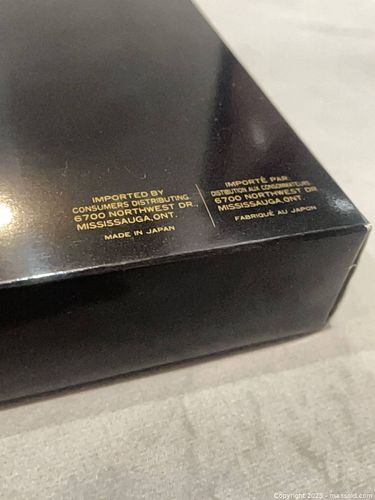 IMPORTED BY
CONSUMERS DISTRIBUTING
6700 NORTHWEST DR.,
MISSISSAUGA, ONT.
MADE IN JAPAN
IMPORTÉ PAR
DISTRIBUTION AUX CONSOMMATEURS
6700 NORTHWEST DR
MISSISSAUGA, ONT.
FABRIQUÉ AU JAPON
Copyright 2025 - maxsold.com